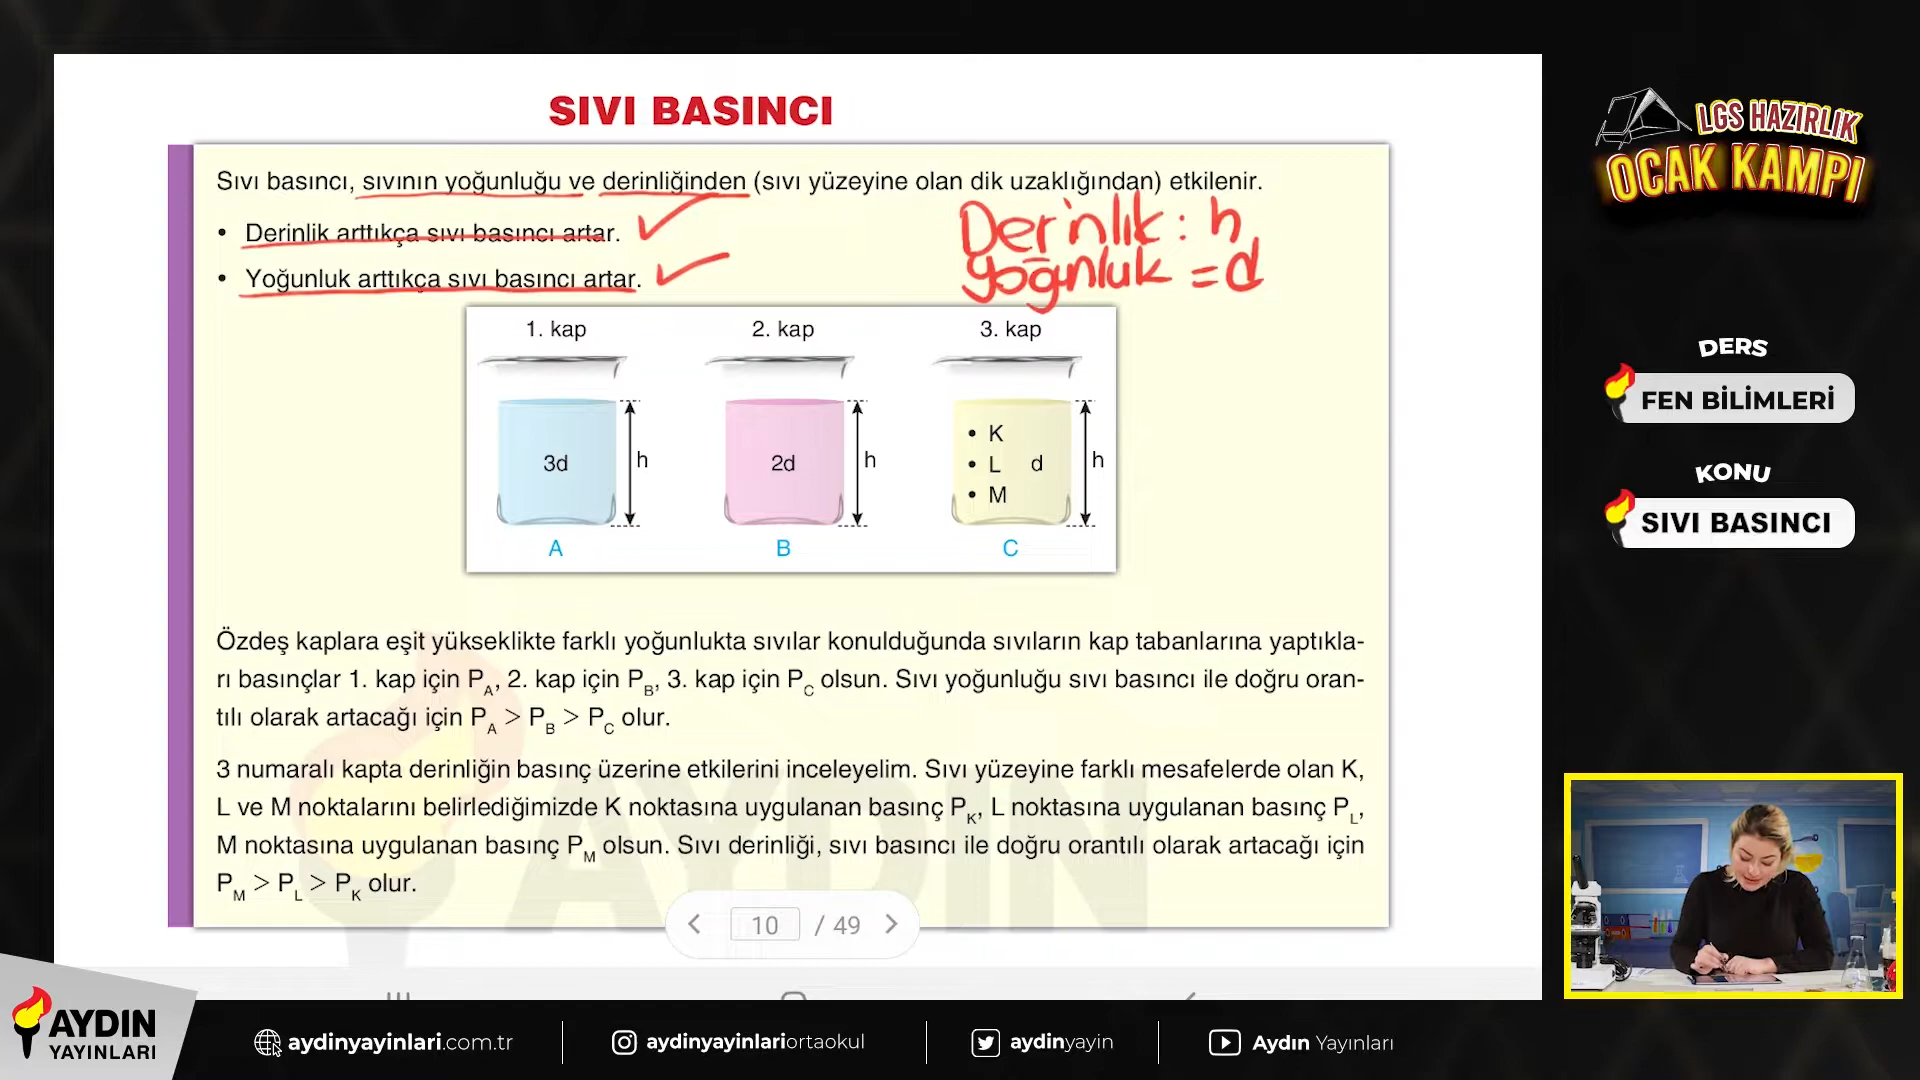 SIVI BASINCI
Sıvı basıncı, sıvının yoğunluğu ve derinliğinden (sıvı yüzeyine olan dik uzaklığından) etkilenir.
• Derinlik arttıkça sıvı basıncı artar.
• Yoğunluk arttıkça sıvı basıncı artar.
Derinlik : h
yoğunluk = d
1. kap 2. kap 3. kap
3d h 2d h • K
• L d h
• M
A B C
Özdeş kaplara eşit yükseklikte farklı yoğunlukta sıvılar konulduğunda sıvıların kap tabanlarına yaptıkla-
rı basınçlar 1. kap için PA, 2. kap için PB, 3. kap için PC olsun. Sıvı yoğunluğu sıvı basıncı ile doğru oran-
tılı olarak artacağı için PA > PB > PC olur.
3 numaralı kapta derinliğin basınç üzerine etkilerini inceleyelim. Sıvı yüzeyine farklı mesafelerde olan K,
L ve M noktalarını belirlediğimizde K noktasına uygulanan basınç PK, L noktasına uygulanan basınç PL,
M noktasına uygulanan basınç PM olsun. Sıvı derinliği, sıvı basıncı ile doğru orantılı olarak artacağı için
PM > PL > PK olur.
AYDIN
10 / 49
LGS HAZIRLIK
OCAK KAMPI
DERS
FEN BİLİMLERİ
KONU
SIVI BASINCI
AYDIN
YAYINLARI
aydinyayinlari.com.tr
aydinyayinlariortaokul
aydinyayin
Aydın Yayınları